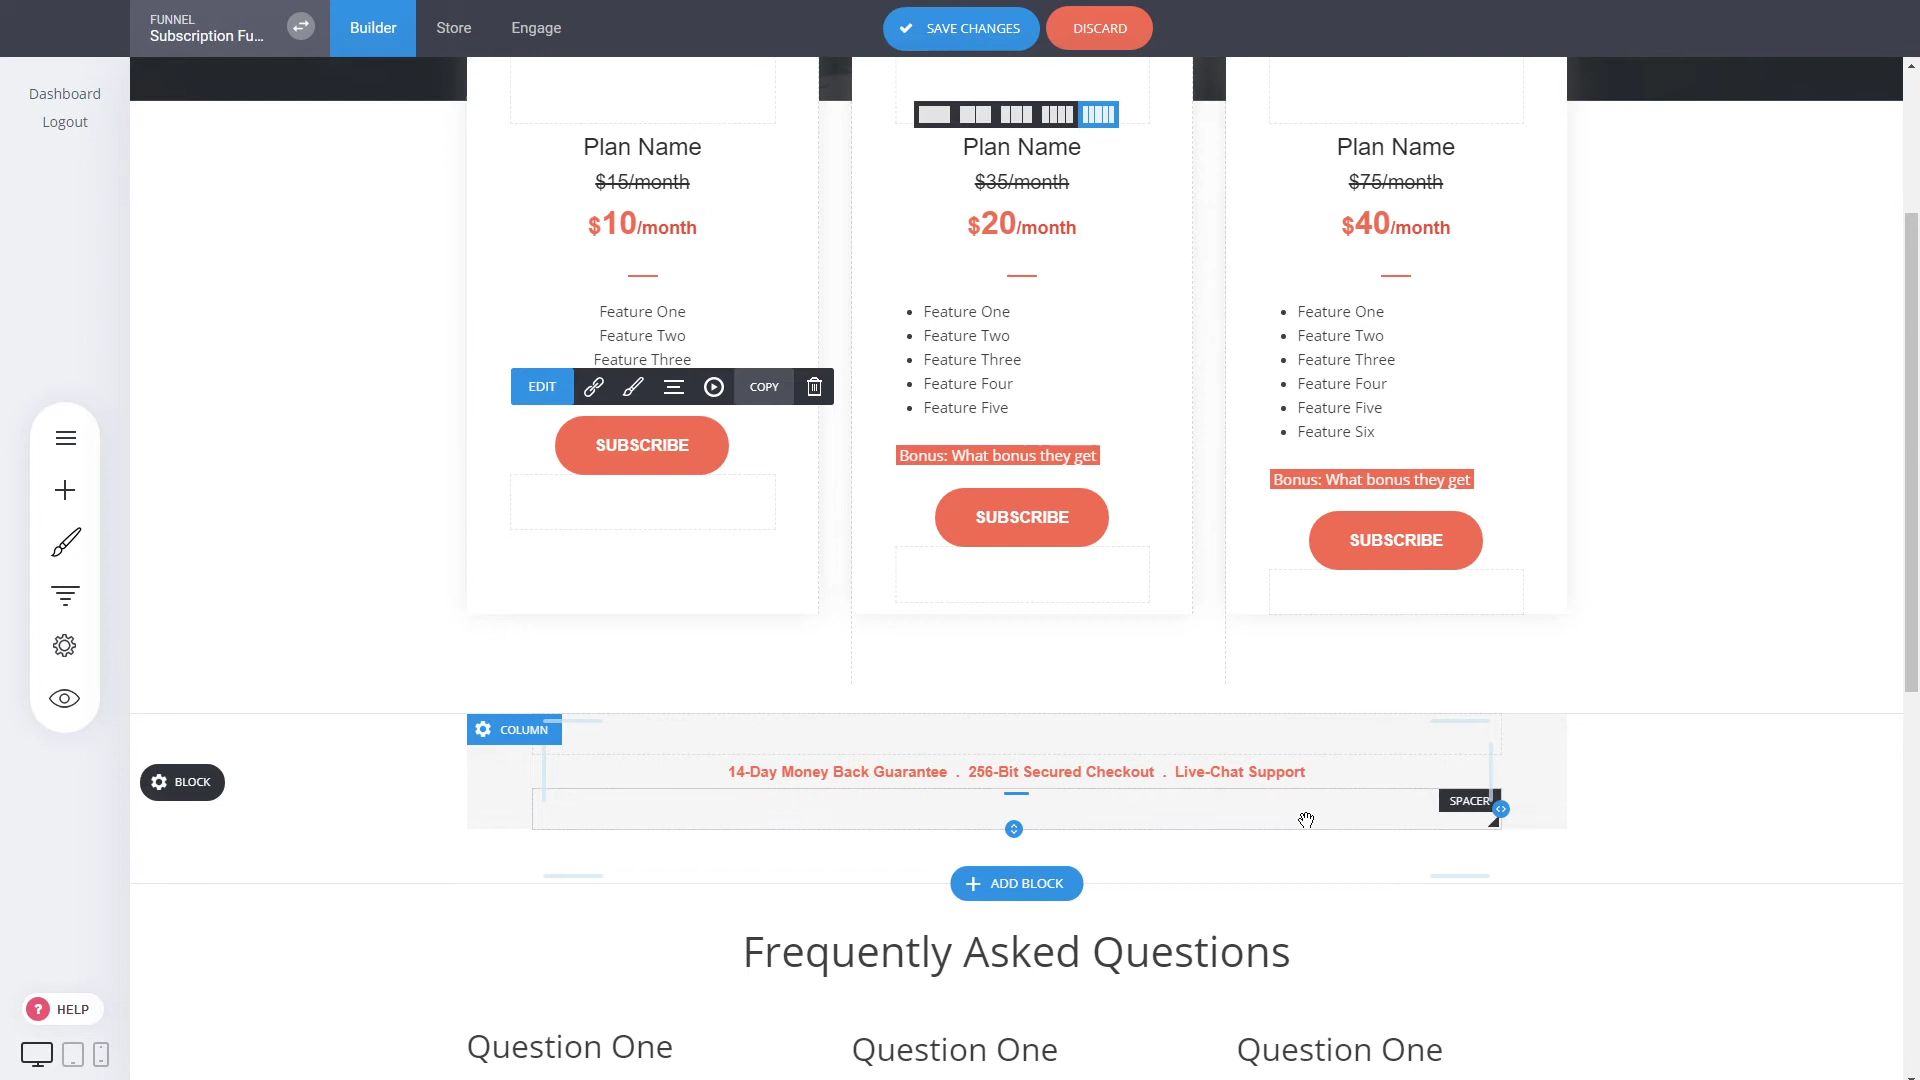 FUNNEL
Subscription Fu...
Builder
Store
Engage
SAVE CHANGES
DISCARD
Dashboard
Logout
Plan Name
$15/month
$10/month
Feature One
Feature Two
Feature Three
EDIT
COPY
SUBSCRIBE
Plan Name
$35/month
$20/month
Feature One
Feature Two
Feature Three
Feature Four
Feature Five
Bonus: What bonus they get
SUBSCRIBE
Plan Name
$75/month
$40/month
Feature One
Feature Two
Feature Three
Feature Four
Feature Five
Feature Six
Bonus: What bonus they get
SUBSCRIBE
COLUMN
BLOCK
14-Day Money Back Guarantee . 256-Bit Secured Checkout . Live-Chat Support
SPACER
ADD BLOCK
Frequently Asked Questions
Question One
Question One
Question One
? HELP